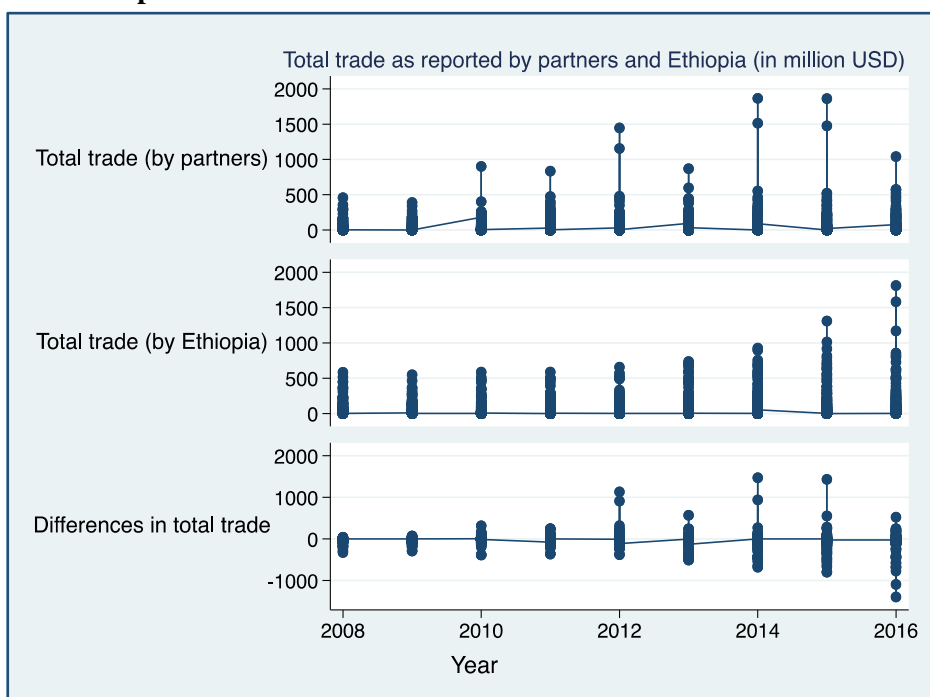 Total trade as reported by partners and Ethiopia (in million USD)
Total trade (by partners)
2000
1500
1000
500
0
Total trade (by Ethiopia)
2000
1500
1000
500
0
Differences in total trade
2000
1000
0
-1000
2008 2010 2012 2014 2016
Year